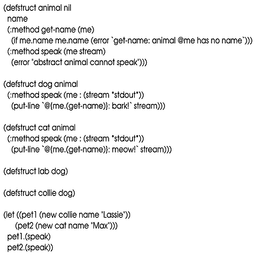 (defstruct animal nil
name
(:method get-name (me)
(if me.name me.name (error `get-name: animal @me has no name`)))
(:method speak (me stream)
(error "abstract animal cannot speak")))
(defstruct dog animal
(:method speak (me : (stream *stdout*))
(put-line `@{me.(get-name)}: bark!` stream)))
(defstruct cat animal
(:method speak (me : (stream *stdout*))
(put-line `@{me.(get-name)}: meow!` stream)))
(defstruct lab dog)
(defstruct collie dog)
(let ((pet1 (new collie name "Lassie"))
(pet2 (new cat name "Max")))
pet1.(speak)
pet2.(speak))